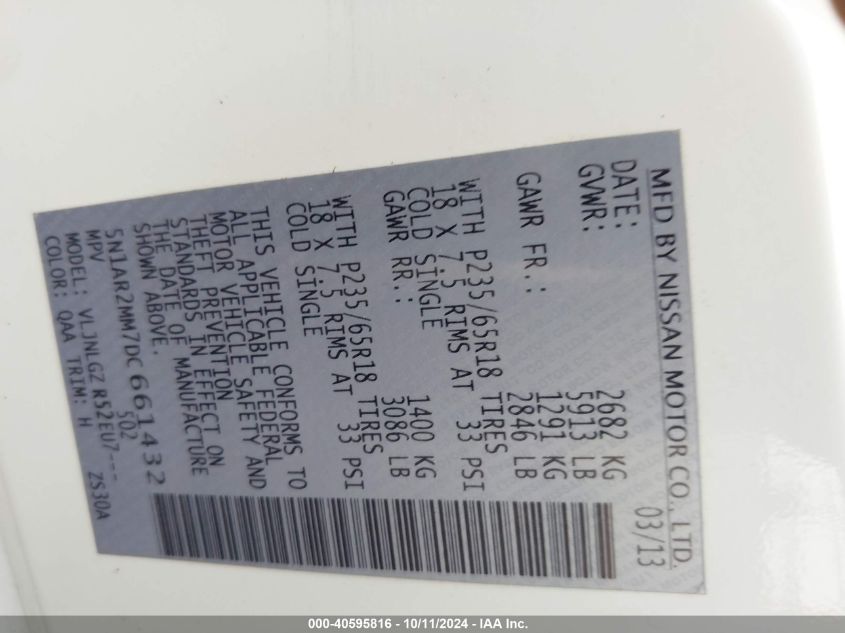 MFD BY NISSAN MOTOR CO., LTD.
DATE: 03/13
GVWR: 2682 KG
5913 LB
GAWR FR.: 1291 KG
2846 LB
WITH P235/65R18 TIRES
18 X 7.5 RIMS AT 33 PSI
COLD SINGLE
GAWR RR.: 1400 KG
3086 LB
WITH P235/65R18 TIRES
18 X 7.5 RIMS AT 33 PSI
COLD SINGLE
THIS VEHICLE CONFORMS TO
ALL APPLICABLE FEDERAL
MOTOR VEHICLE SAFETY AND
THEFT PREVENTION
STANDARDS IN EFFECT ON
THE DATE OF MANUFACTURE
SHOWN ABOVE.
5N1AR2MM7DC661432
MPV 502
MODEL: VLJNLGZ R52EU7---
COLOR: QAA TRIM: H ZS30A
000-40595816 - 10/11/2024 - IAA Inc.